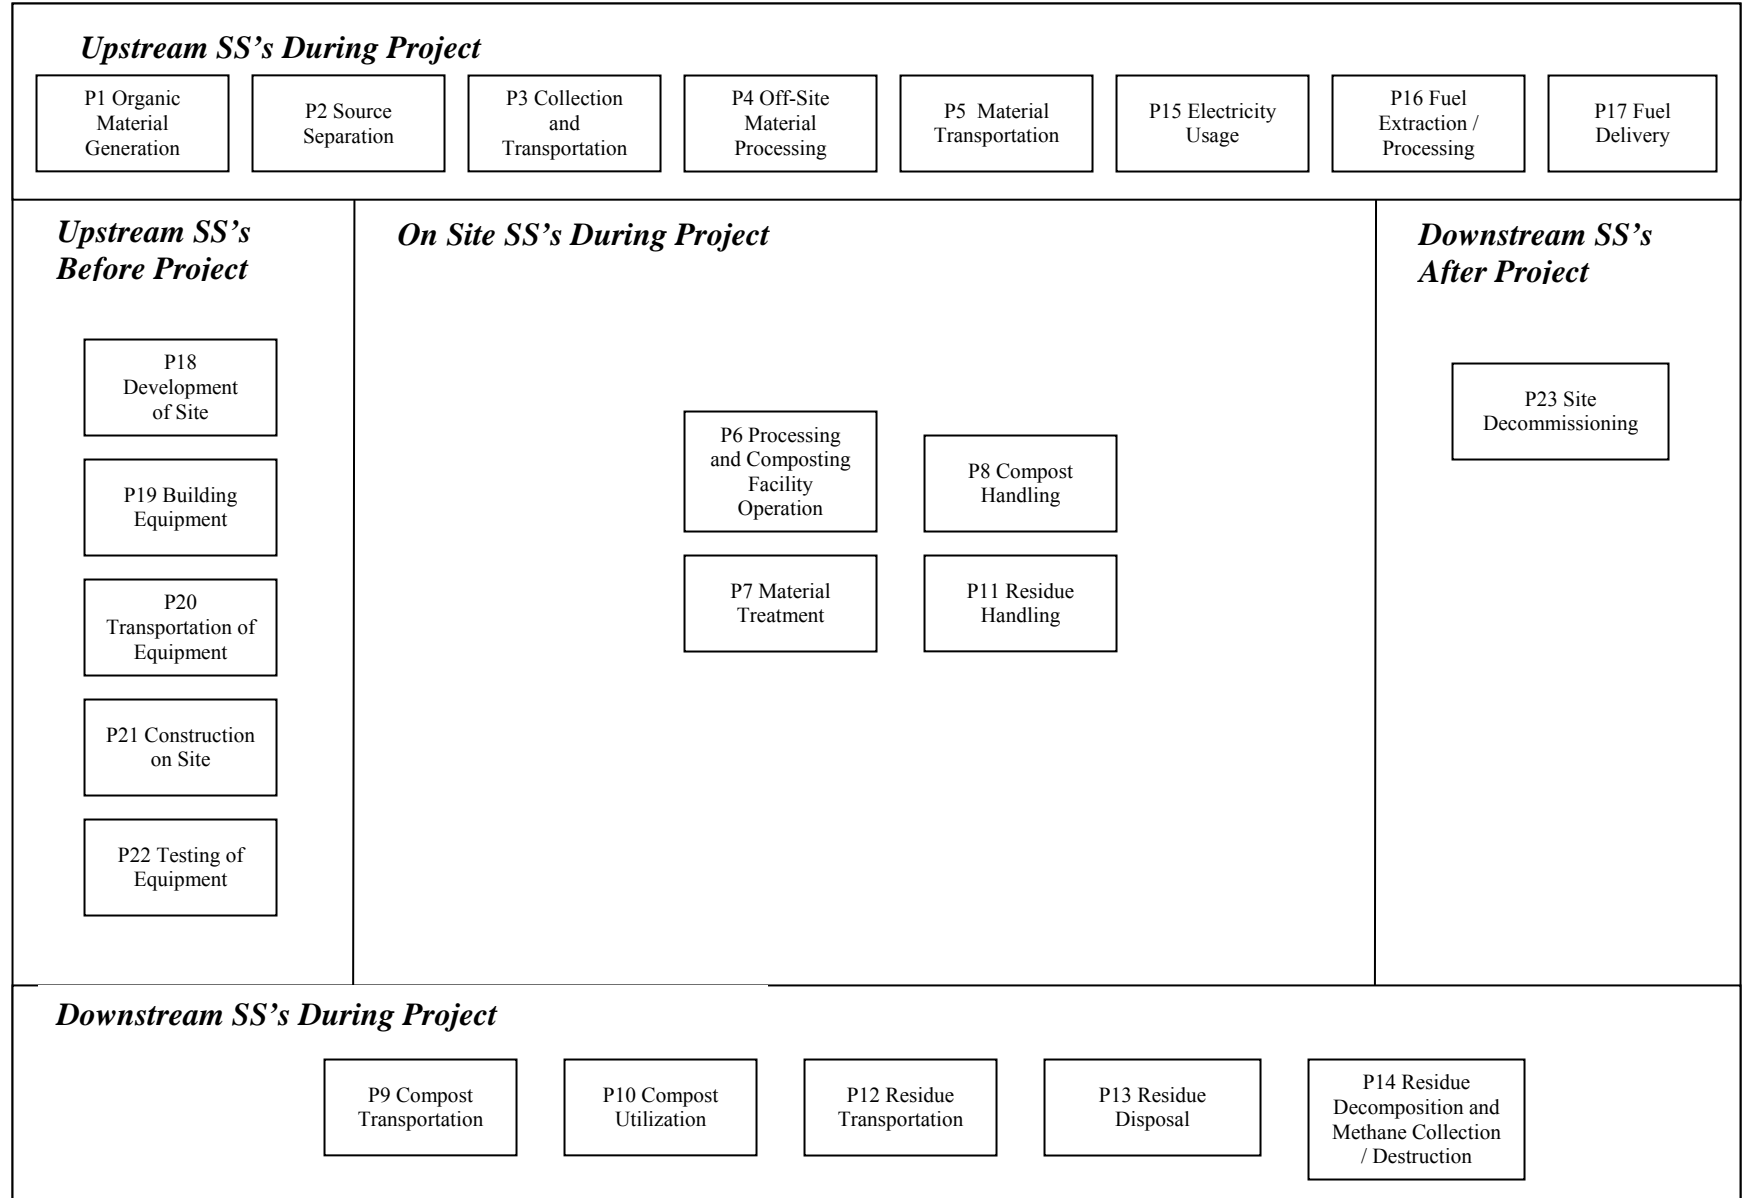 Upstream SS’s During Project
P1 Organic
Material
Generation
P2 Source
Separation
P3 Collection
and
Transportation
P4 Off-Site
Material
Processing
P5  Material
Transportation
P15 Electricity
Usage
P16 Fuel
Extraction /
Processing
P17 Fuel
Delivery
Upstream SS’s
Before Project
On Site SS’s During Project
Downstream SS’s
After Project
P18
Development
of Site
P19 Building
Equipment
P20
Transportation of
Equipment
P21 Construction
on Site
P22 Testing of
Equipment
P6 Processing
and Composting
Facility
Operation
P8 Compost
Handling
P7 Material
Treatment
P11 Residue
Handling
P23 Site
Decommissioning
Downstream SS’s During Project
P9 Compost
Transportation
P10 Compost
Utilization
P12 Residue
Transportation
P13 Residue
Disposal
P14 Residue
Decomposition and
Methane Collection
/ Destruction